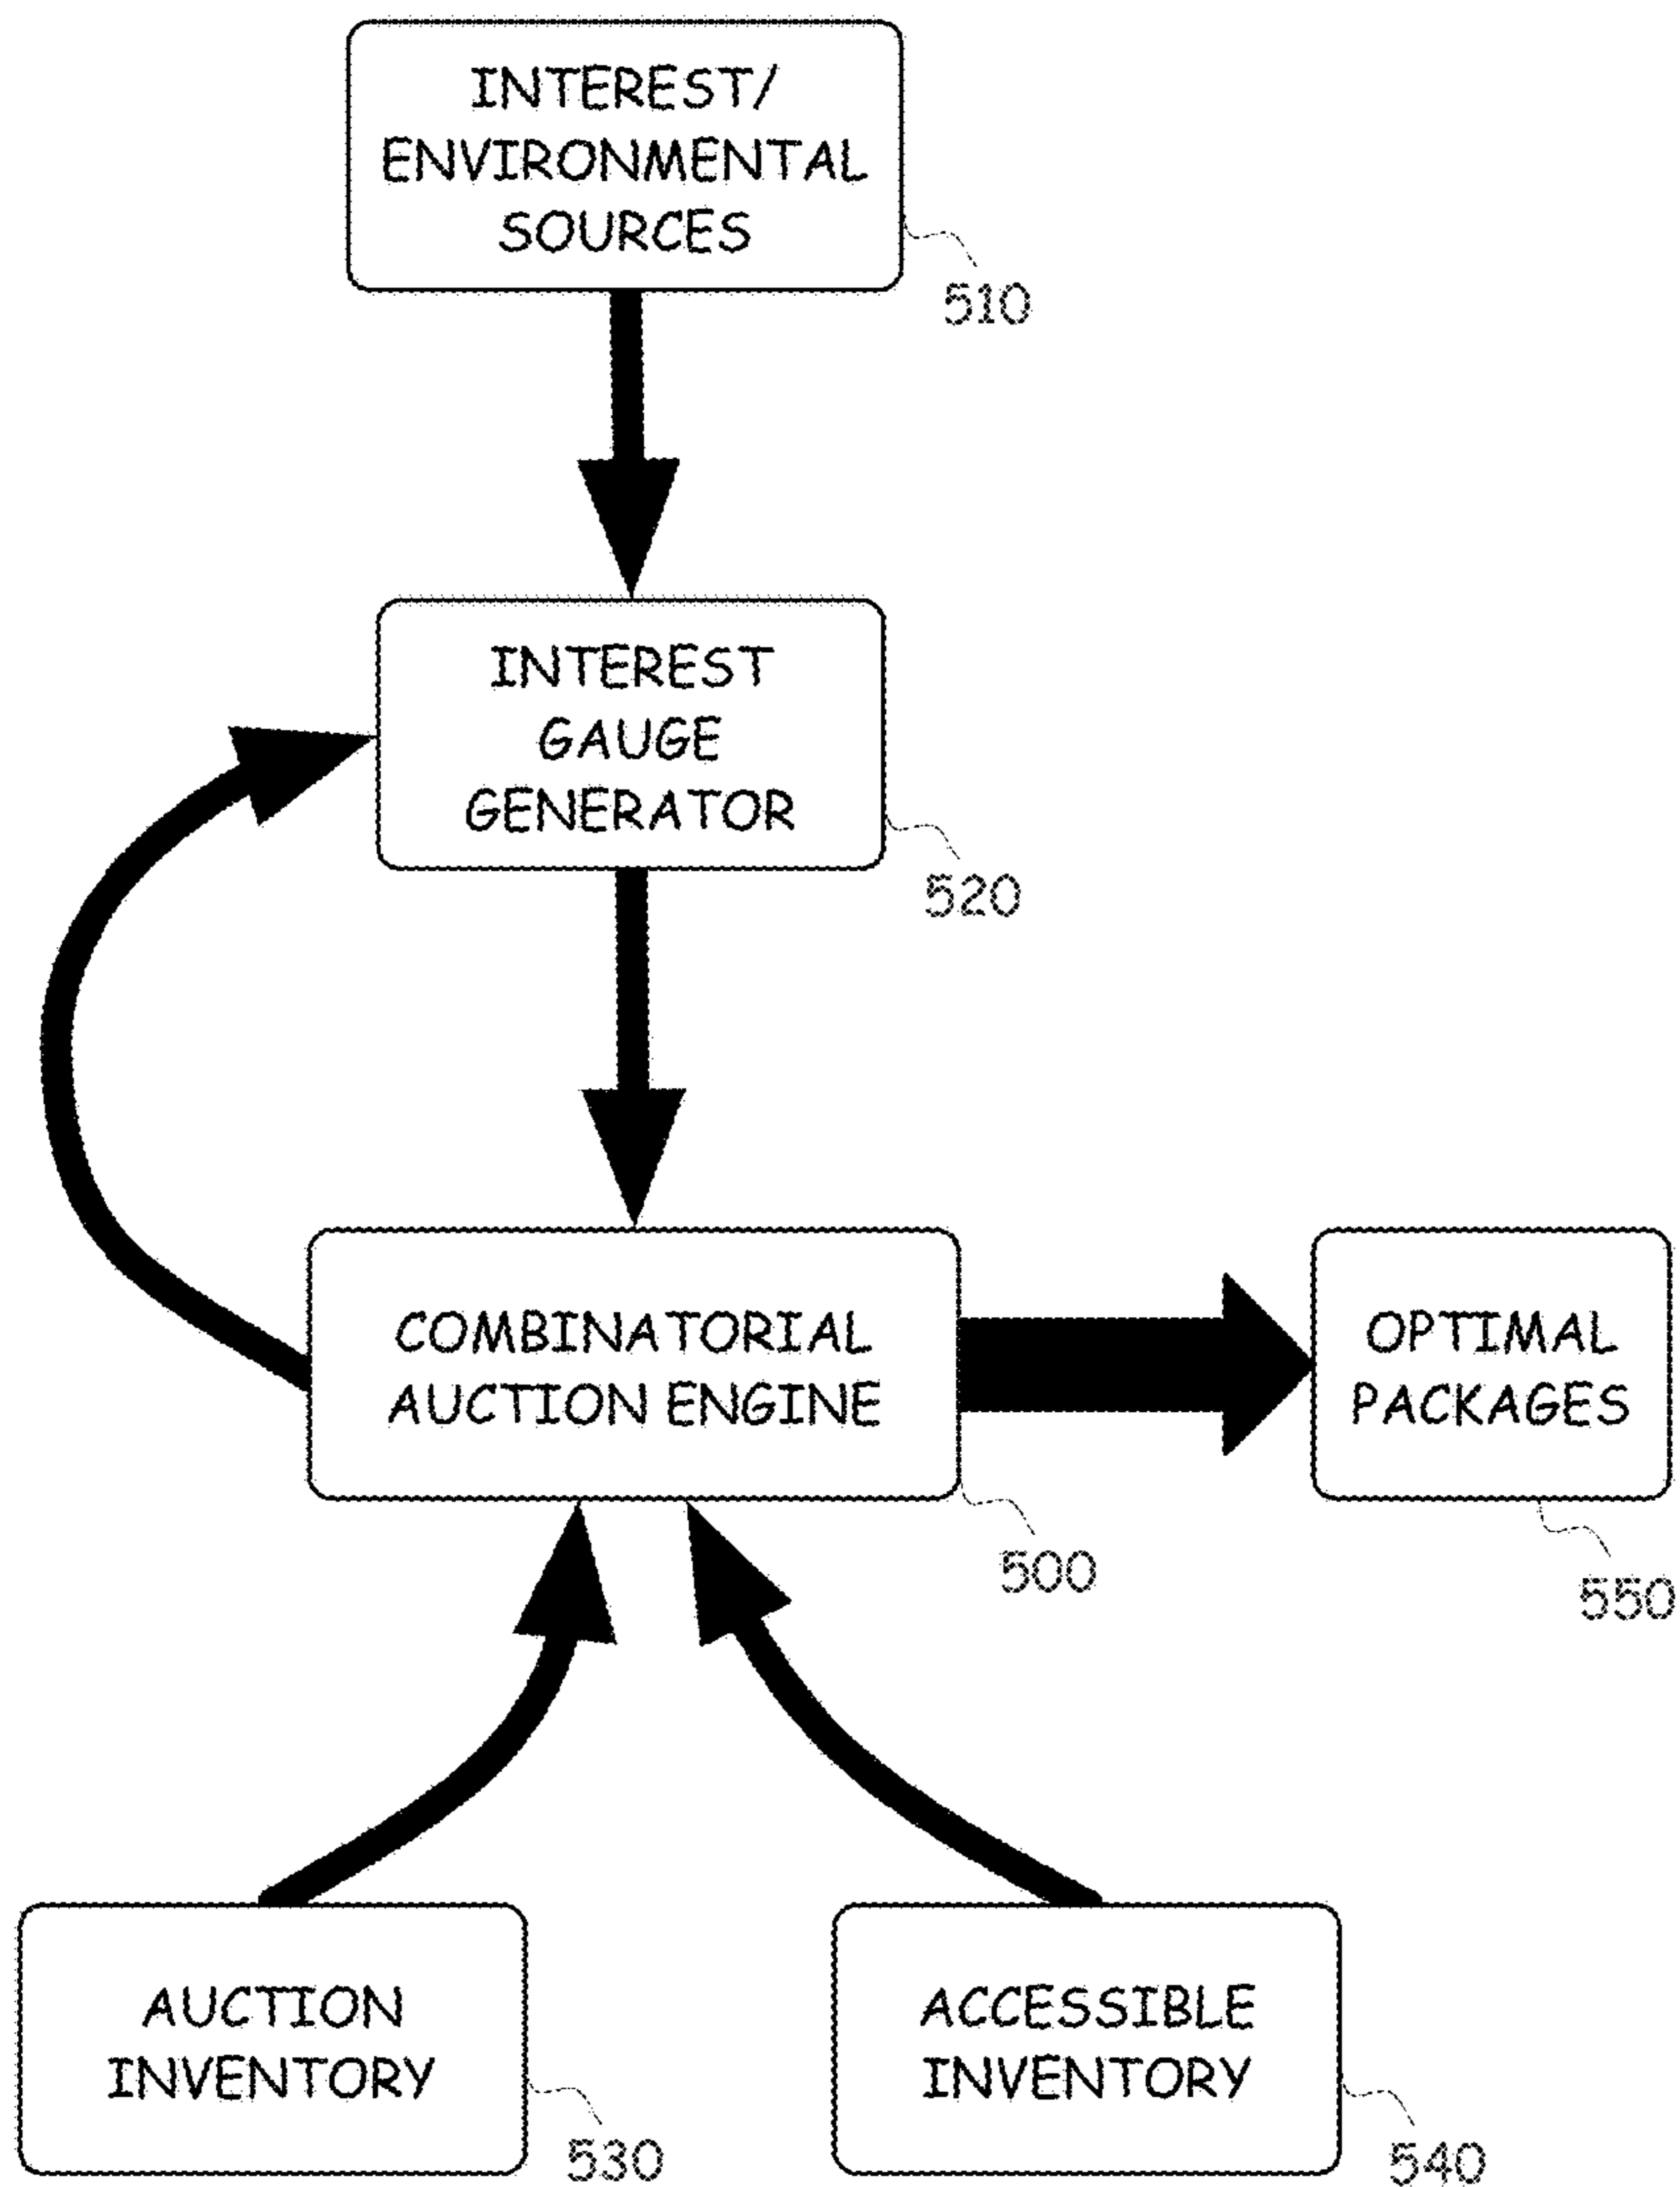 INTEREST/
ENVIRONMENTAL
SOURCES
510
INTEREST
GAUGE
GENERATOR
520
COMBINATORIAL
AUCTION ENGINE
500
OPTIMAL
PACKAGES
550
AUCTION
INVENTORY
530
ACCESSIBLE
INVENTORY
540